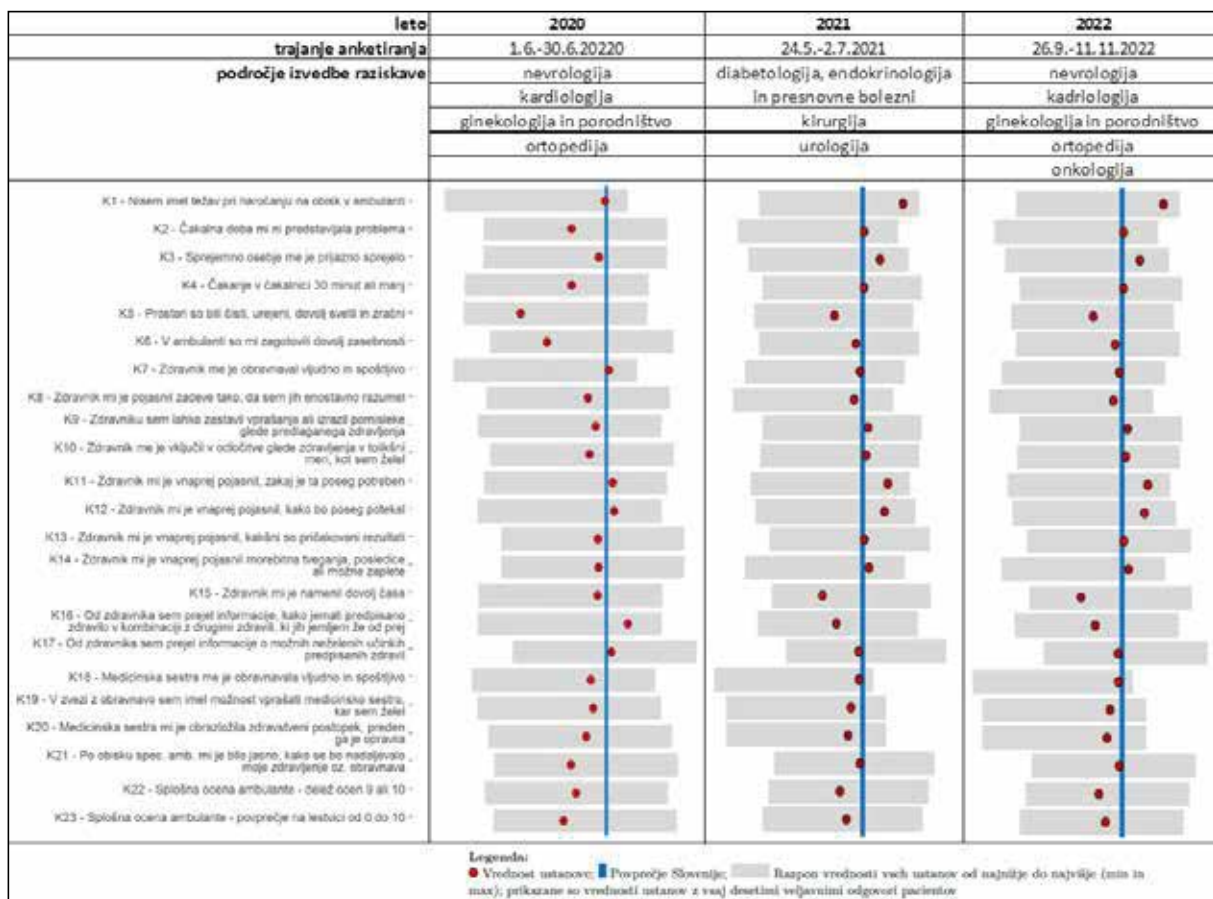 leto 2020 2021 2022
trajanje anketiranja 1.6.-30.6.20220 24.5.-2.7.2021 26.9.-11.11.2022
področje izvedbe raziskave nevrologija diabetologija, endokrinologija nevrologija
kardiologija in presnovne bolezni kadriologija
ginekologija in porodništvo kirurgija ginekologija in porodništvo
ortopedija urologija ortopedija
onkologija
K1 - Nisem imel težav pri naročanju na obisk v ambulanti
K2 - Čakalna doba mi ni predstavljala problema
K3 - Sprejemno osebje me je prijazno sprejelo
K4 - Čakanje v čakalnici 30 minut ali manj
K5 - Prostori so bili čisti, urejeni, dovolj svetli in zračni
K6 - V ambulanti so mi zagotovili dovolj zasebnosti
K7 - Zdravnik me je obravnaval vljudno in spoštljivo
K8 - Zdravnik mi je pojasnil zadeve tako, da sem jih enostavno razumel
K9 - Zdravniku sem lahko zastavil vprašanja ali izrazil pomisleke
glede predlaganega zdravljenja
K10 - Zdravnik me je vključil v odločitve glede zdravljenja v tolikšni
meri, kot sem želel
K11 - Zdravnik mi je vnaprej pojasnil, zakaj je ta poseg potreben
K12 - Zdravnik mi je vnaprej pojasnil, kako bo poseg potekal
K13 - Zdravnik mi je vnaprej pojasnil, kakšni so pričakovani rezultati
K14 - Zdravnik mi je vnaprej pojasnil morebitna tveganja, posledice
ali možne zaplete
K15 - Zdravnik mi je namenil dovolj časa
K16 - Od zdravnika sem prejel informacije, kako jemati predpisano
zdravilo v kombinaciji z drugimi zdravili, ki jih jemljem že od prej
K17 - Od zdravnika sem prejel informacije o možnih neželenih učinkih
predpisanih zdravil
K18 - Medicinska sestra me je obravnavala vljudno in spoštljivo
K19 - V zvezi z obravnavo sem imel možnost vprašati medicinsko sestro,
kar sem želel
K20 - Medicinska sestra mi je obrazložila zdravstveni postopek, preden
ga je opravila
K21 - Po obisku spec. amb. mi je bilo jasno, kako se bo nadaljevalo
moje zdravljenje oz. obravnava
K22 - Splošna ocena ambulante - delež ocen 9 ali 10
K23 - Splošna ocena ambulante - povprečje na lestvici od 0 do 10
Legenda:
Vrednost ustanove; Povprečje Slovenije; Razpon vrednosti vseh ustanov od najnižje do najvišje (min in
max); prikazane so vrednosti ustanov z vsaj desetimi veljavnimi odgovori pacientov